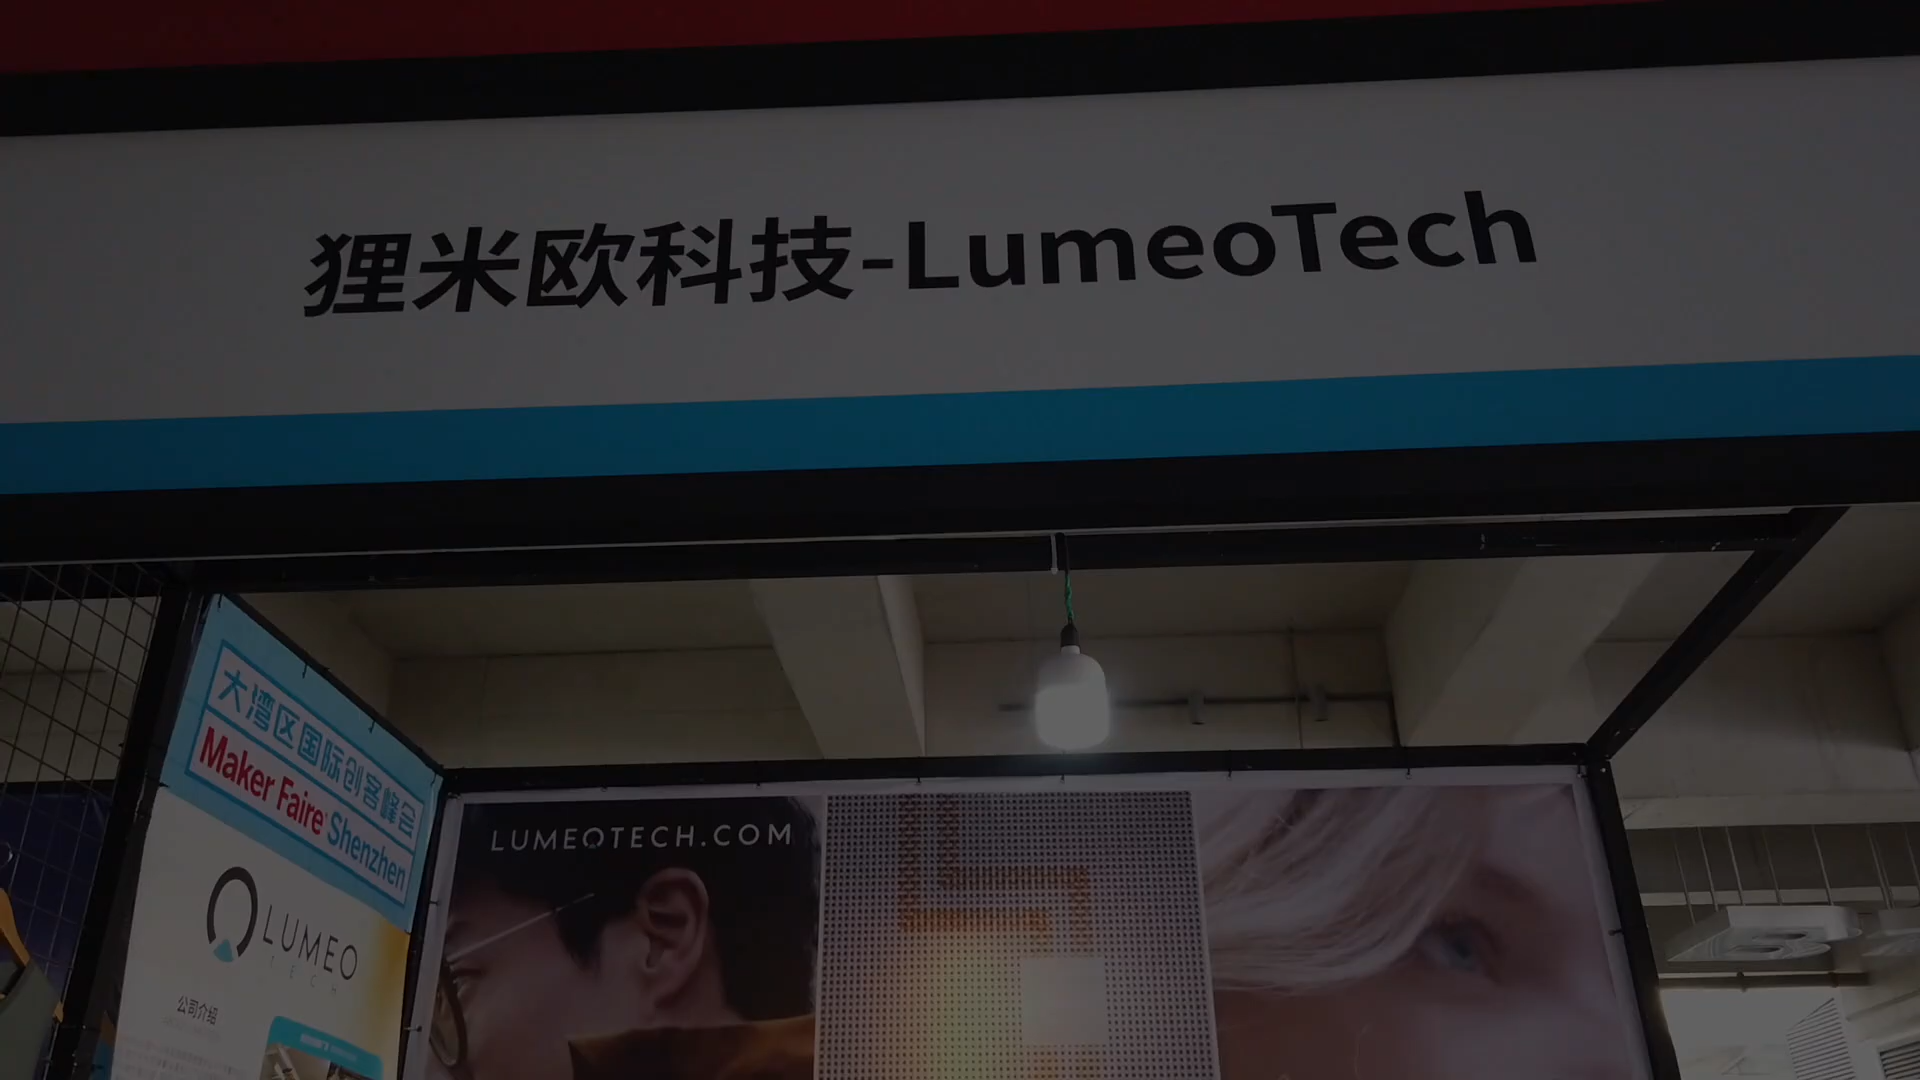 狸米欧科技-LumeoTech
大湾区国际创客峰会
Maker Faire Shenzhen
LUMEOTECH.COM
LUMEO
TECH
公司介绍